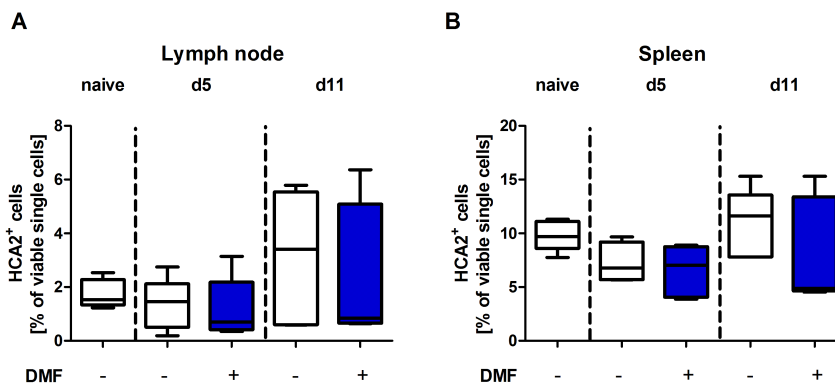 A
Lymph node
naive
d5
d11
HCA2⁺ cells
[% of viable single cells]
8
6
4
2
0
DMF - - + - +
B
Spleen
naive
d5
d11
HCA2⁺ cells
[% of viable single cells]
20
15
10
5
0
DMF - - + - +